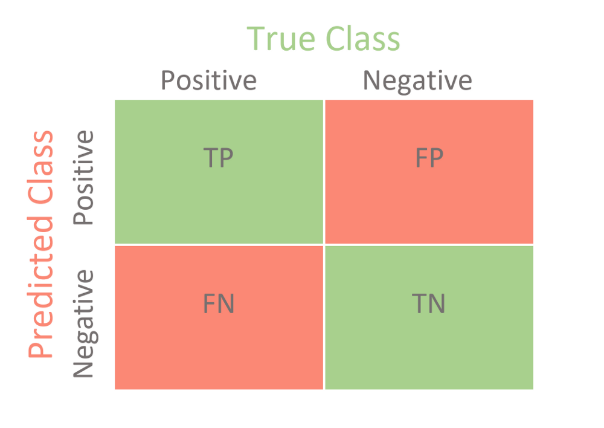 True Class
Positive Negative
Predicted Class
Positive
TP FP
Negative
FN TN